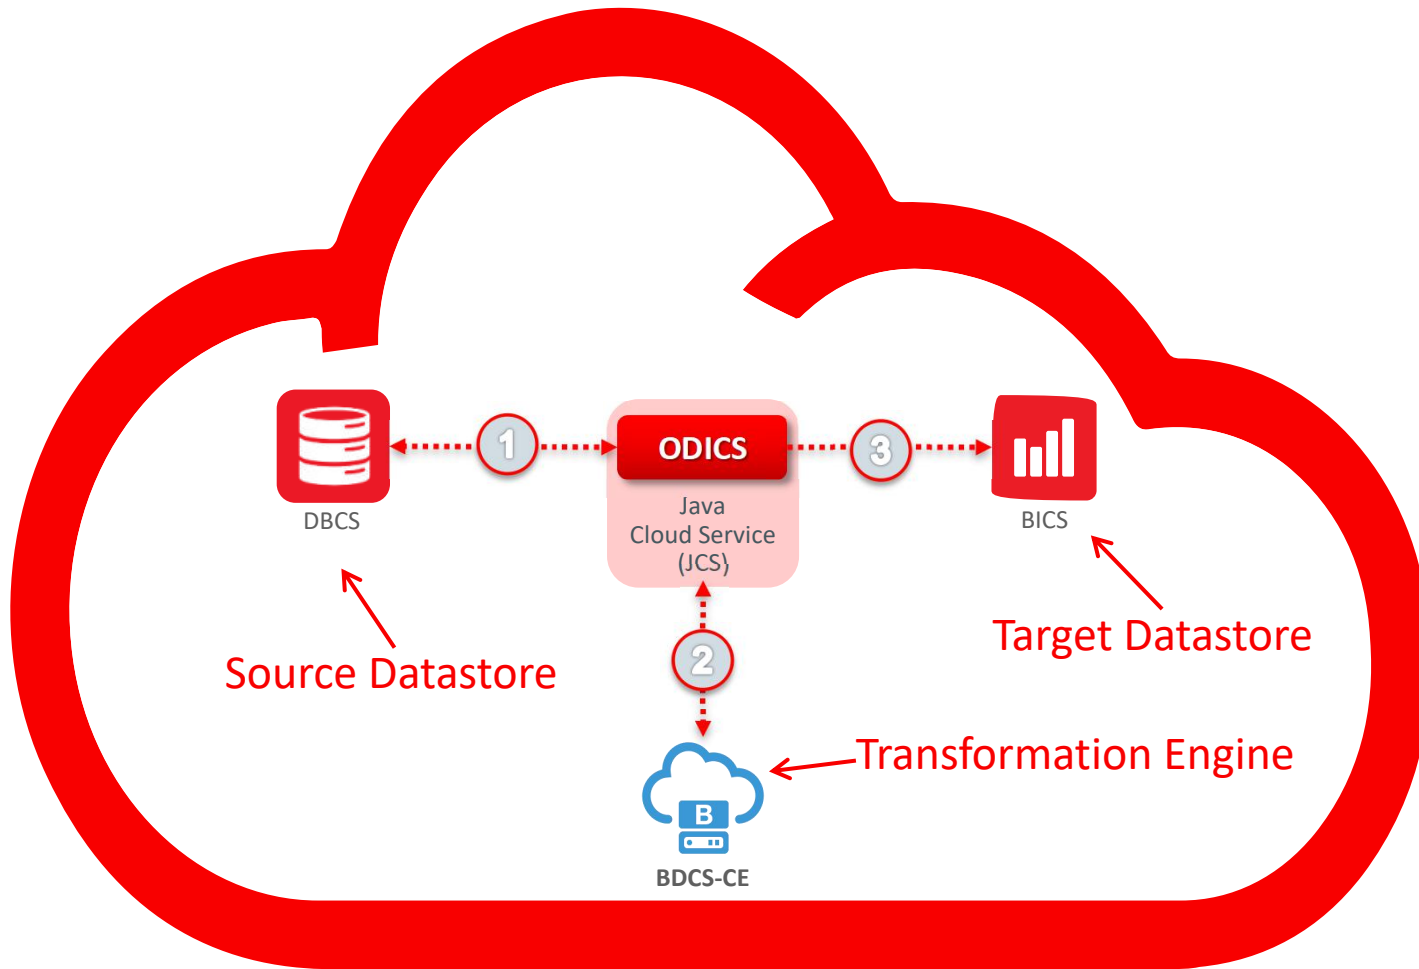 1
ODICS
3
Java
Cloud Service
(JCS)
DBCS
BICS
Source Datastore
2
Target Datastore
Transformation Engine
B
BDCS-CE